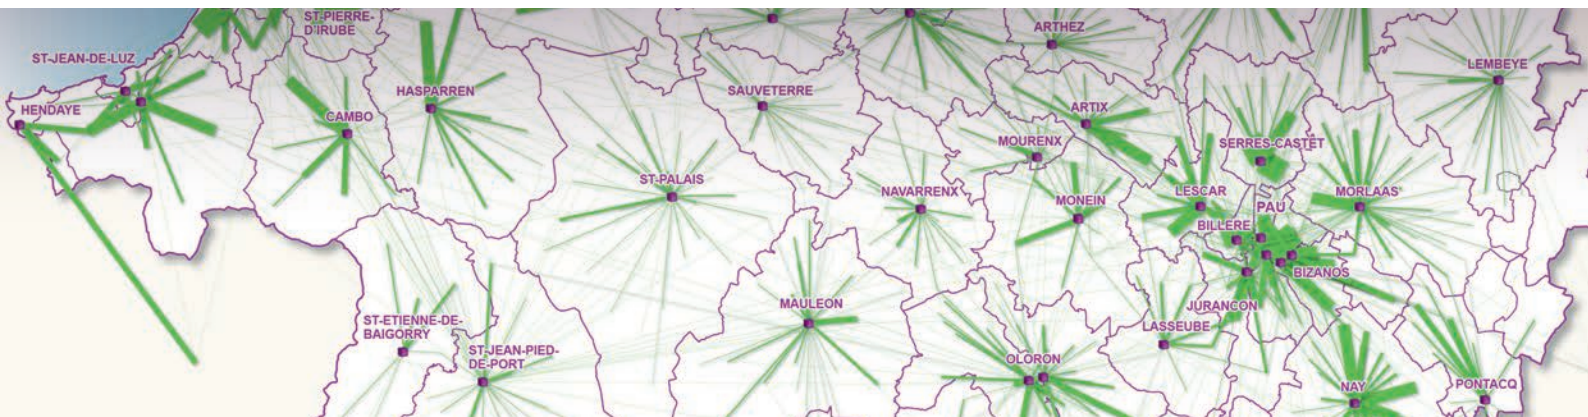 ST-PIERRE-
D'IRUBE
ARTHEZ
ST-JEAN-DE-LUZ
LEMBEYE
HASPARREN
SAUVETERRE
HENDAYE
ARTIX
CAMBO
MOURENX
SERRES-CASTET
ST-PALAIS
NAVARRENX
MONEIN
LESCAR
MORLAAS
PAU
BILLERE
BIZANOS
MAULEON
JURANCON
ST-ETIENNE-DE-
BAIGORRY
LASSEUBE
ST-JEAN-PIED-
DE-PORT
OLORON
NAY
PONTACQ